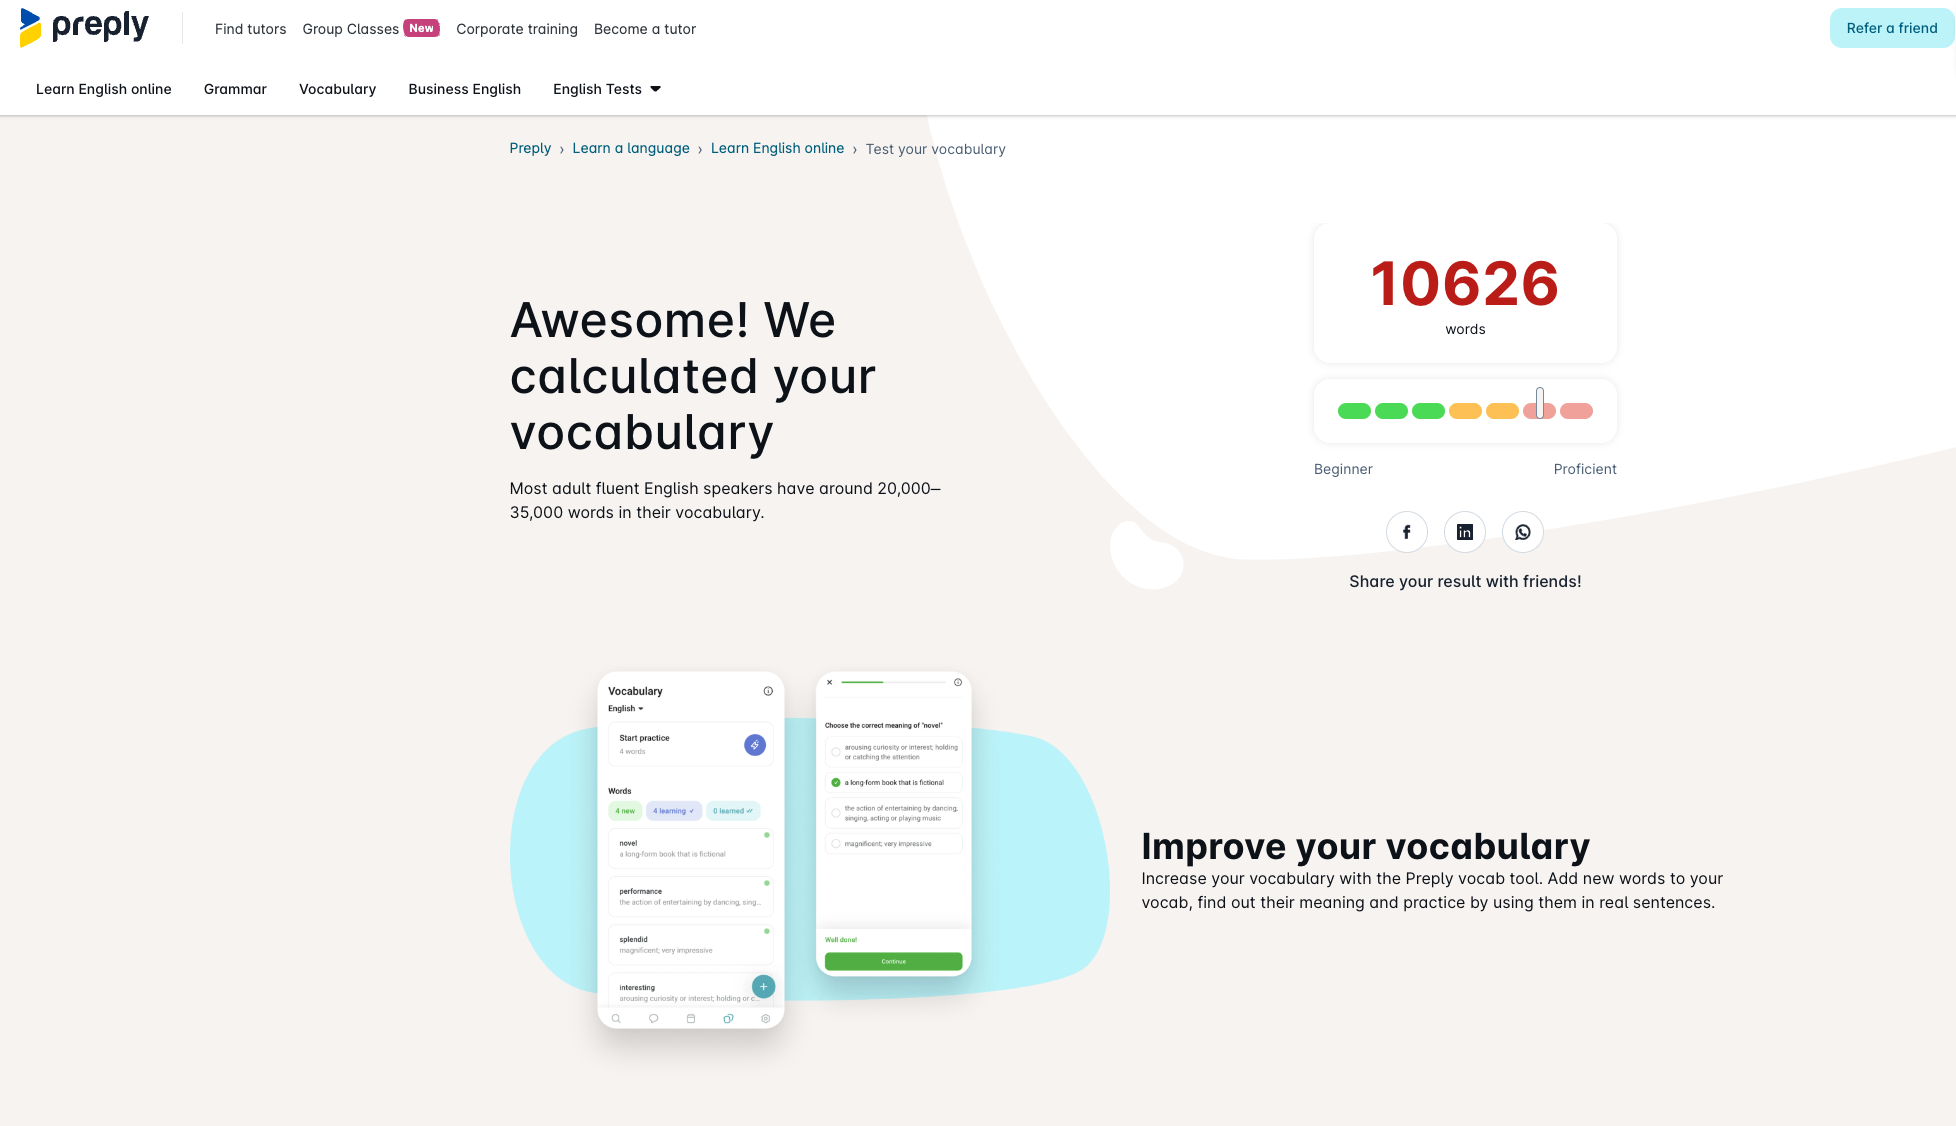 preply
Find tutors
Group Classes New
Corporate training
Become a tutor
Refer a friend
Learn English online
Grammar
Vocabulary
Business English
English Tests
Preply › Learn a language › Learn English online › Test your vocabulary
Awesome! We
calculated your
vocabulary
Most adult fluent English speakers have around 20,000–
35,000 words in their vocabulary.
10626
words
Beginner
Proficient
Share your result with friends!
Vocabulary
English
Start practice
4 words
Words
4 new
4 learning
0 learned
novel
a long-form book that is fictional
performance
the action of entertaining by dancing, sing...
splendid
magnificent; very impressive
interesting
arousing curiosity or interest; holding or c...
Choose the correct meaning of "novel"
arousing curiosity or interest; holding
or catching the attention
a long-form book that is fictional
the action of entertaining by dancing,
singing, acting or playing music
magnificent; very impressive
Well done!
Continue
Improve your vocabulary
Increase your vocabulary with the Preply vocab tool. Add new words to your
vocab, find out their meaning and practice by using them in real sentences.